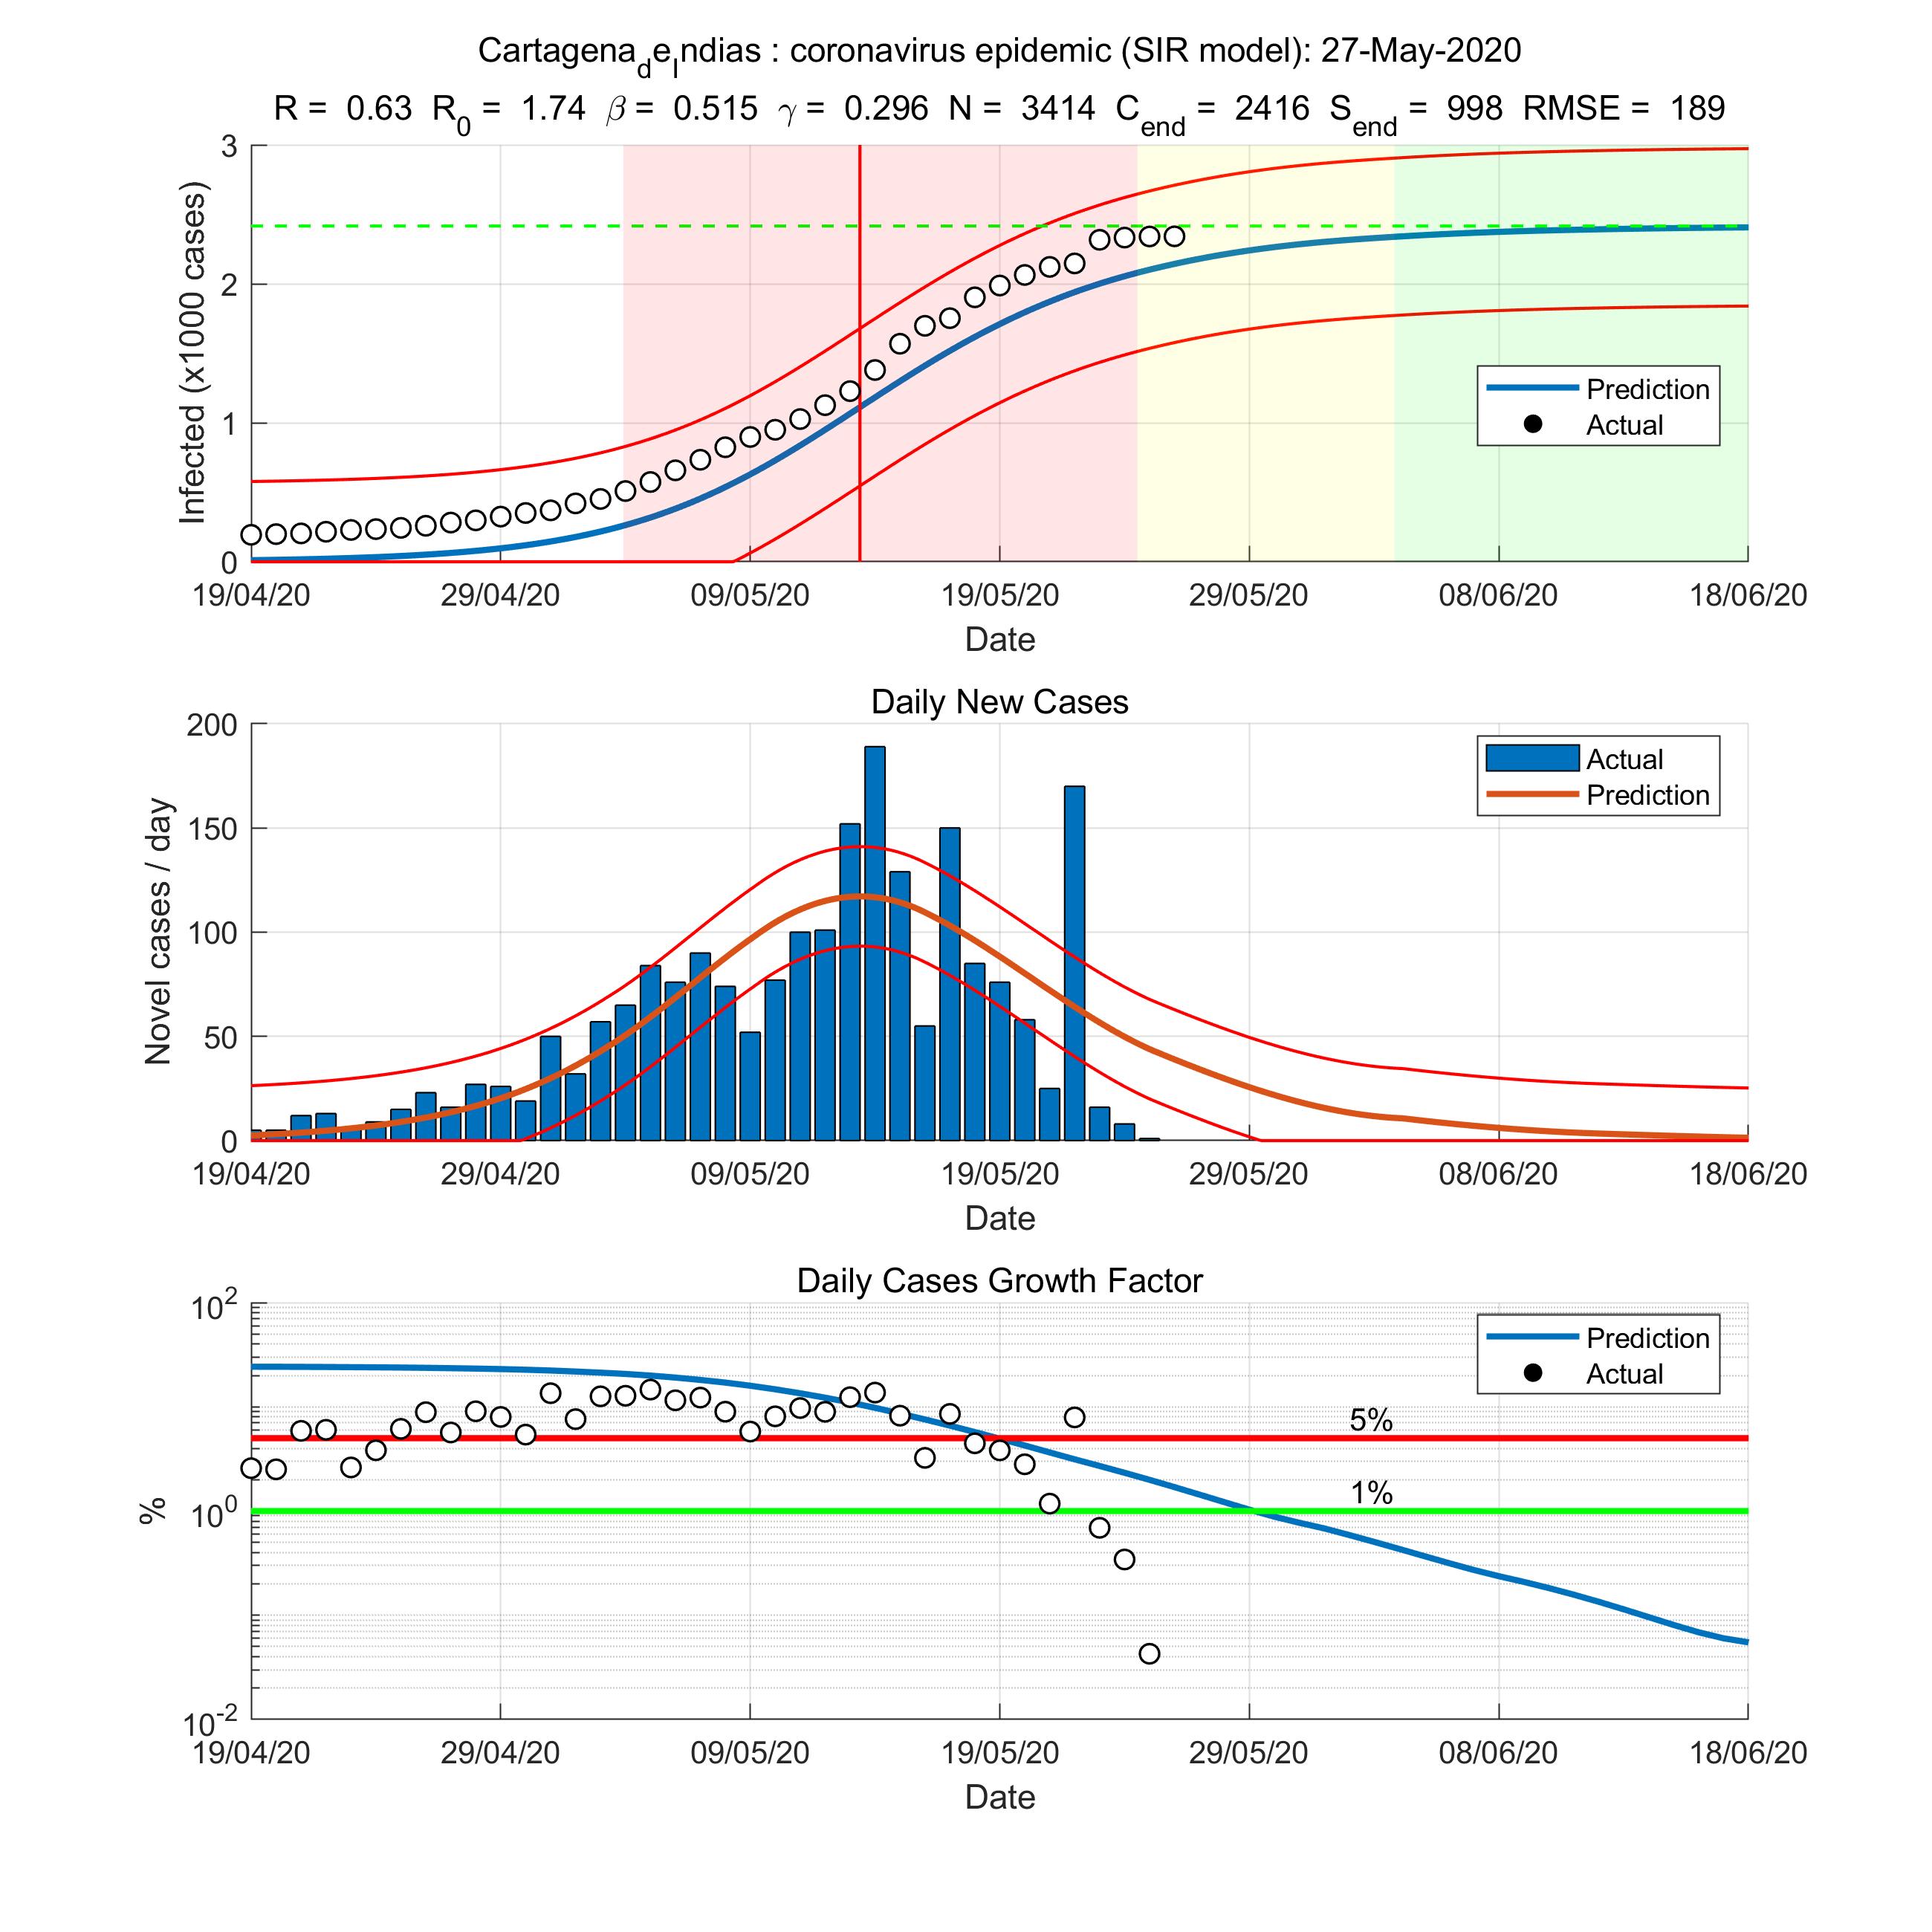 Cartagena_de_Indias : coronavirus epidemic (SIR model): 27-May-2020
R = 0.63 R0 = 1.74 β = 0.515 γ = 0.296 N = 3414 Cend = 2416 Send = 998 RMSE = 189
Infected (x1000 cases)
3
2
1
0
Prediction
Actual
19/04/20 29/04/20 09/05/20 19/05/20 29/05/20 08/06/20 18/06/20
Date
Daily New Cases
Novel cases / day
200
150
100
50
0
Actual
Prediction
19/04/20 29/04/20 09/05/20 19/05/20 29/05/20 08/06/20 18/06/20
Date
Daily Cases Growth Factor
%
10^2
10^0
10^-2
Prediction
Actual
5%
1%
19/04/20 29/04/20 09/05/20 19/05/20 29/05/20 08/06/20 18/06/20
Date